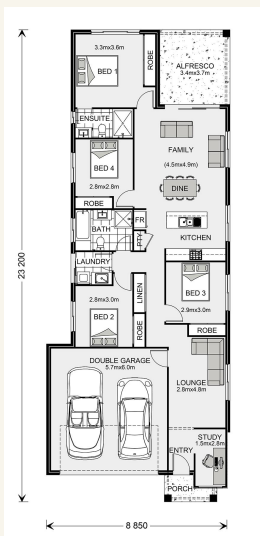 3.3mx3.6m
BED 1
ROBE
ALFRESCO
3.4mx3.7m
ENSUITE
FAMILY
(4.5mx4.9m)
BED 4
2.8mx2.8m
DINE
ROBE
BATH
FR
PTY
KITCHEN
LAUNDRY
LINEN
2.8mx3.0m
BED 2
ROBE
BED 3
2.9mx3.0m
ROBE
DOUBLE GARAGE
5.7mx6.0m
LOUNGE
2.8mx4.8m
STUDY
1.5mx2.8m
ENTRY
PORCH
23 200
8 850